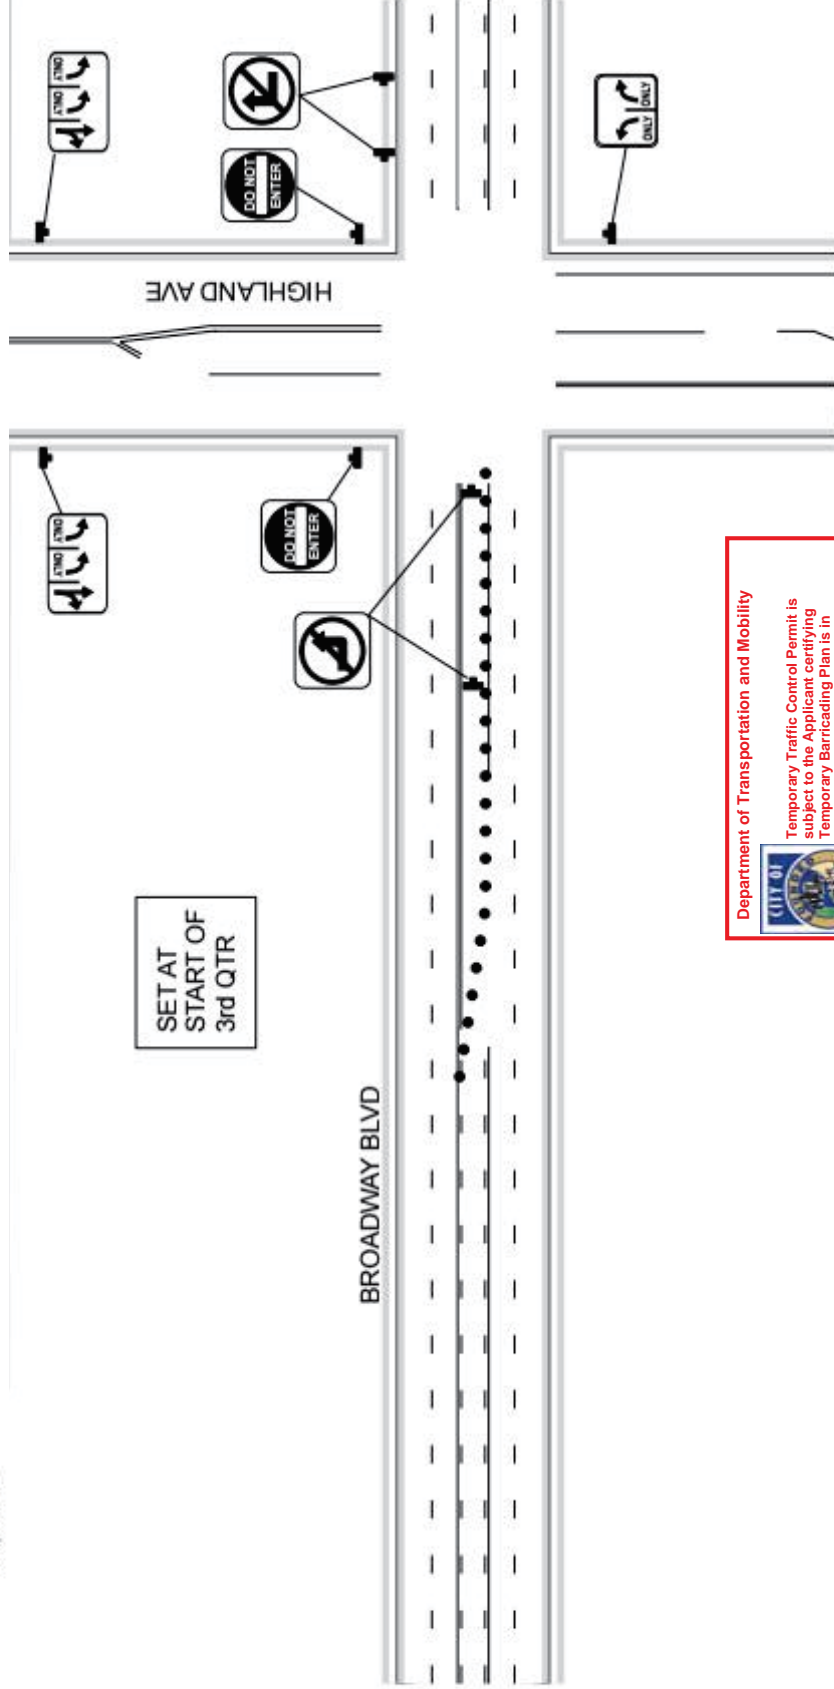 ONLY
ONLY
DO NOT
ENTER
ONLY
ONLY
HIGHLAND AVE
ONLY
ONLY
DO NOT
ENTER
SET AT
START OF
3rd QTR
BROADWAY BLVD
Department of Transportation and Mobility
CITY OF
Temporary Traffic Control Permit is
subject to the Applicant certifying
Temporary Barricading Plan is in